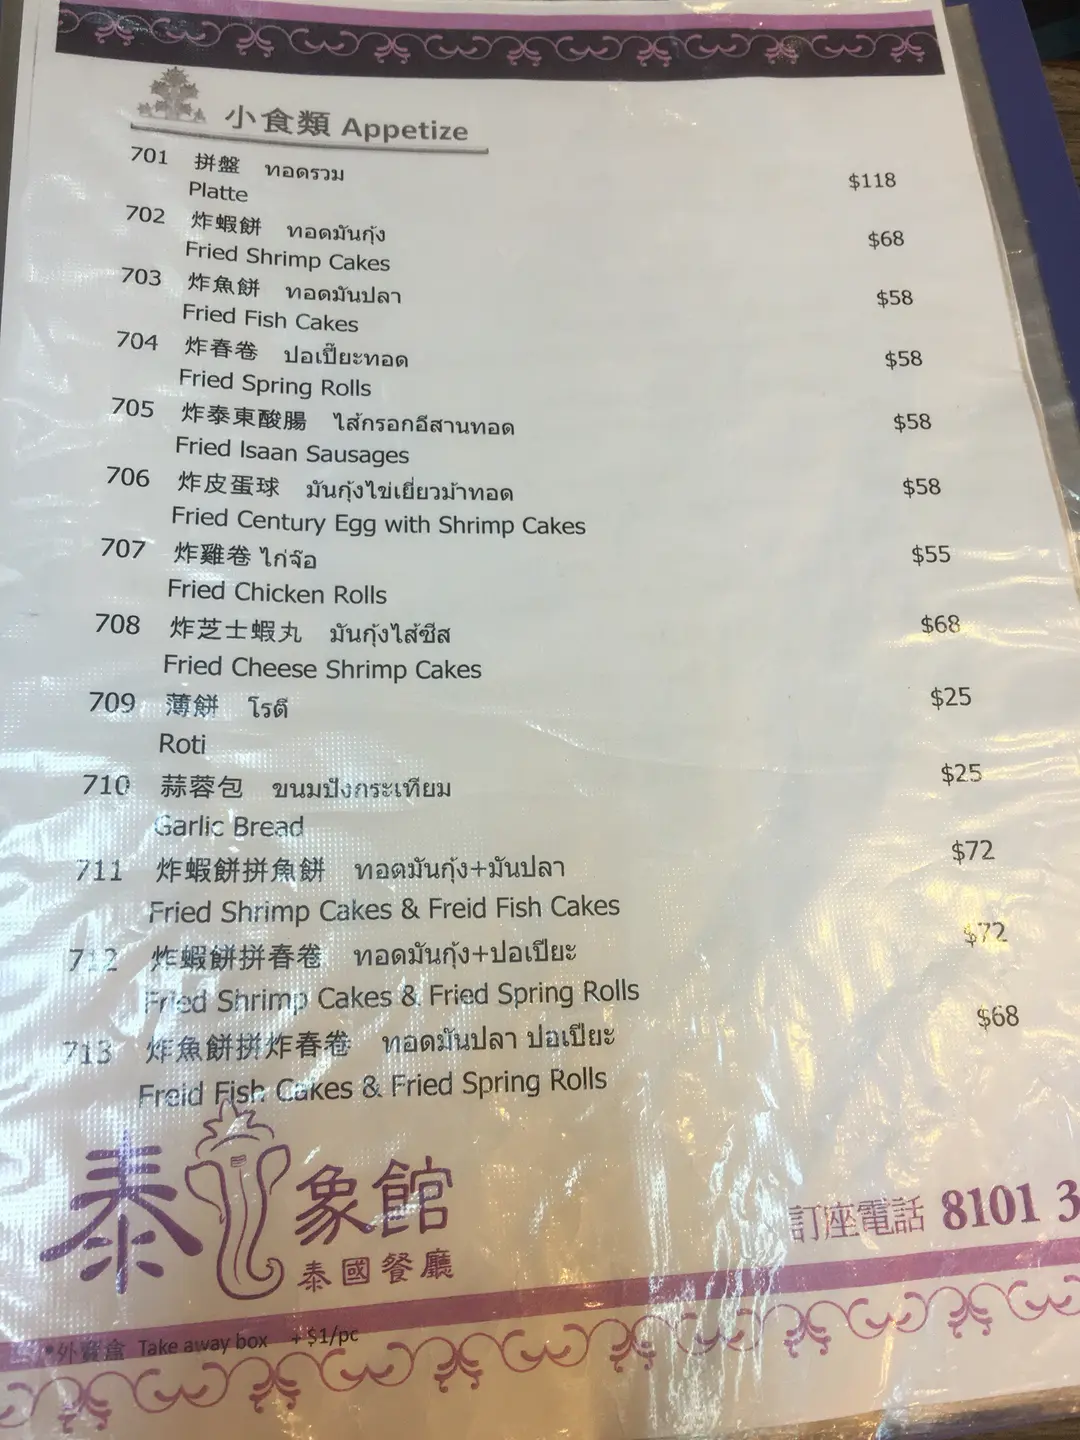 小食類 Appetize
701 拼盤 ทอดรวม $118
Platte
702 炸蝦餅 ทอดมันกุ้ง $68
Fried Shrimp Cakes
703 炸魚餅 ทอดมันปลา $58
Fried Fish Cakes
704 炸春卷 ปอเปี๊ยะทอด $58
Fried Spring Rolls
705 炸泰東酸腸 ไส้กรอกอีสานทอด $58
Fried Isaan Sausages
706 炸皮蛋球 มันกุ้งไข่เยี่ยวม้าทอด $58
Fried Century Egg with Shrimp Cakes
707 炸雞卷 ไก่จ๊อ $55
Fried Chicken Rolls
708 炸芝士蝦丸 มันกุ้งไส้ชีส $68
Fried Cheese Shrimp Cakes
709 薄餅 โรตี $25
Roti
710 蒜蓉包 ขนมปังกระเทียม $25
Garlic Bread
711 炸蝦餅拼魚餅 ทอดมันกุ้ง+มันปลา $72
Fried Shrimp Cakes & Freid Fish Cakes
712 炸蝦餅拼春卷 ทอดมันกุ้ง+ปอเปียะ $72
Fried Shrimp Cakes & Fried Spring Rolls
713 炸魚餅拼炸春卷 ทอดมันปลา ปอเปียะ $68
Freid Fish Cakes & Fried Spring Rolls
泰象館
泰國餐廳
訂座電話 8101 3
*外賣盒 Take away box +$1/pc